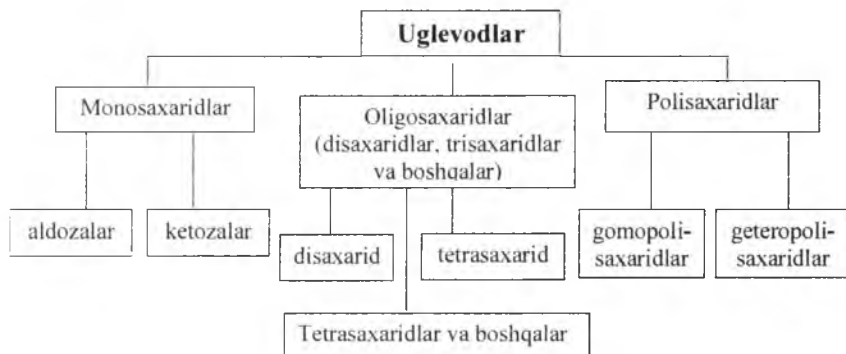 Uglevodlar
Monosaxaridlar
Oligosaxaridlar
(disaxaridlar, trisaxaridlar
va boshqalar)
Polisaxaridlar
aldozalar
ketozalar
disaxarid
tetrasaxarid
gomopoli-
saxaridlar
geteropoli-
saxaridlar
Tetrasaxaridlar va boshqalar